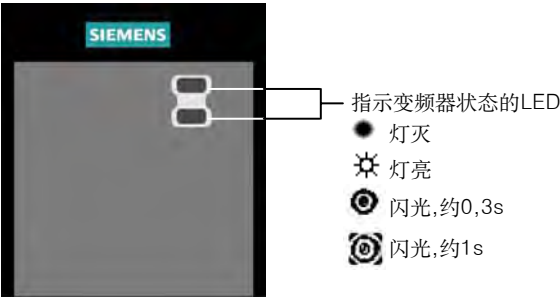 SIEMENS
指示变频器状态的LED
灯灭
灯亮
闪光,约0,3s
闪光,约1s